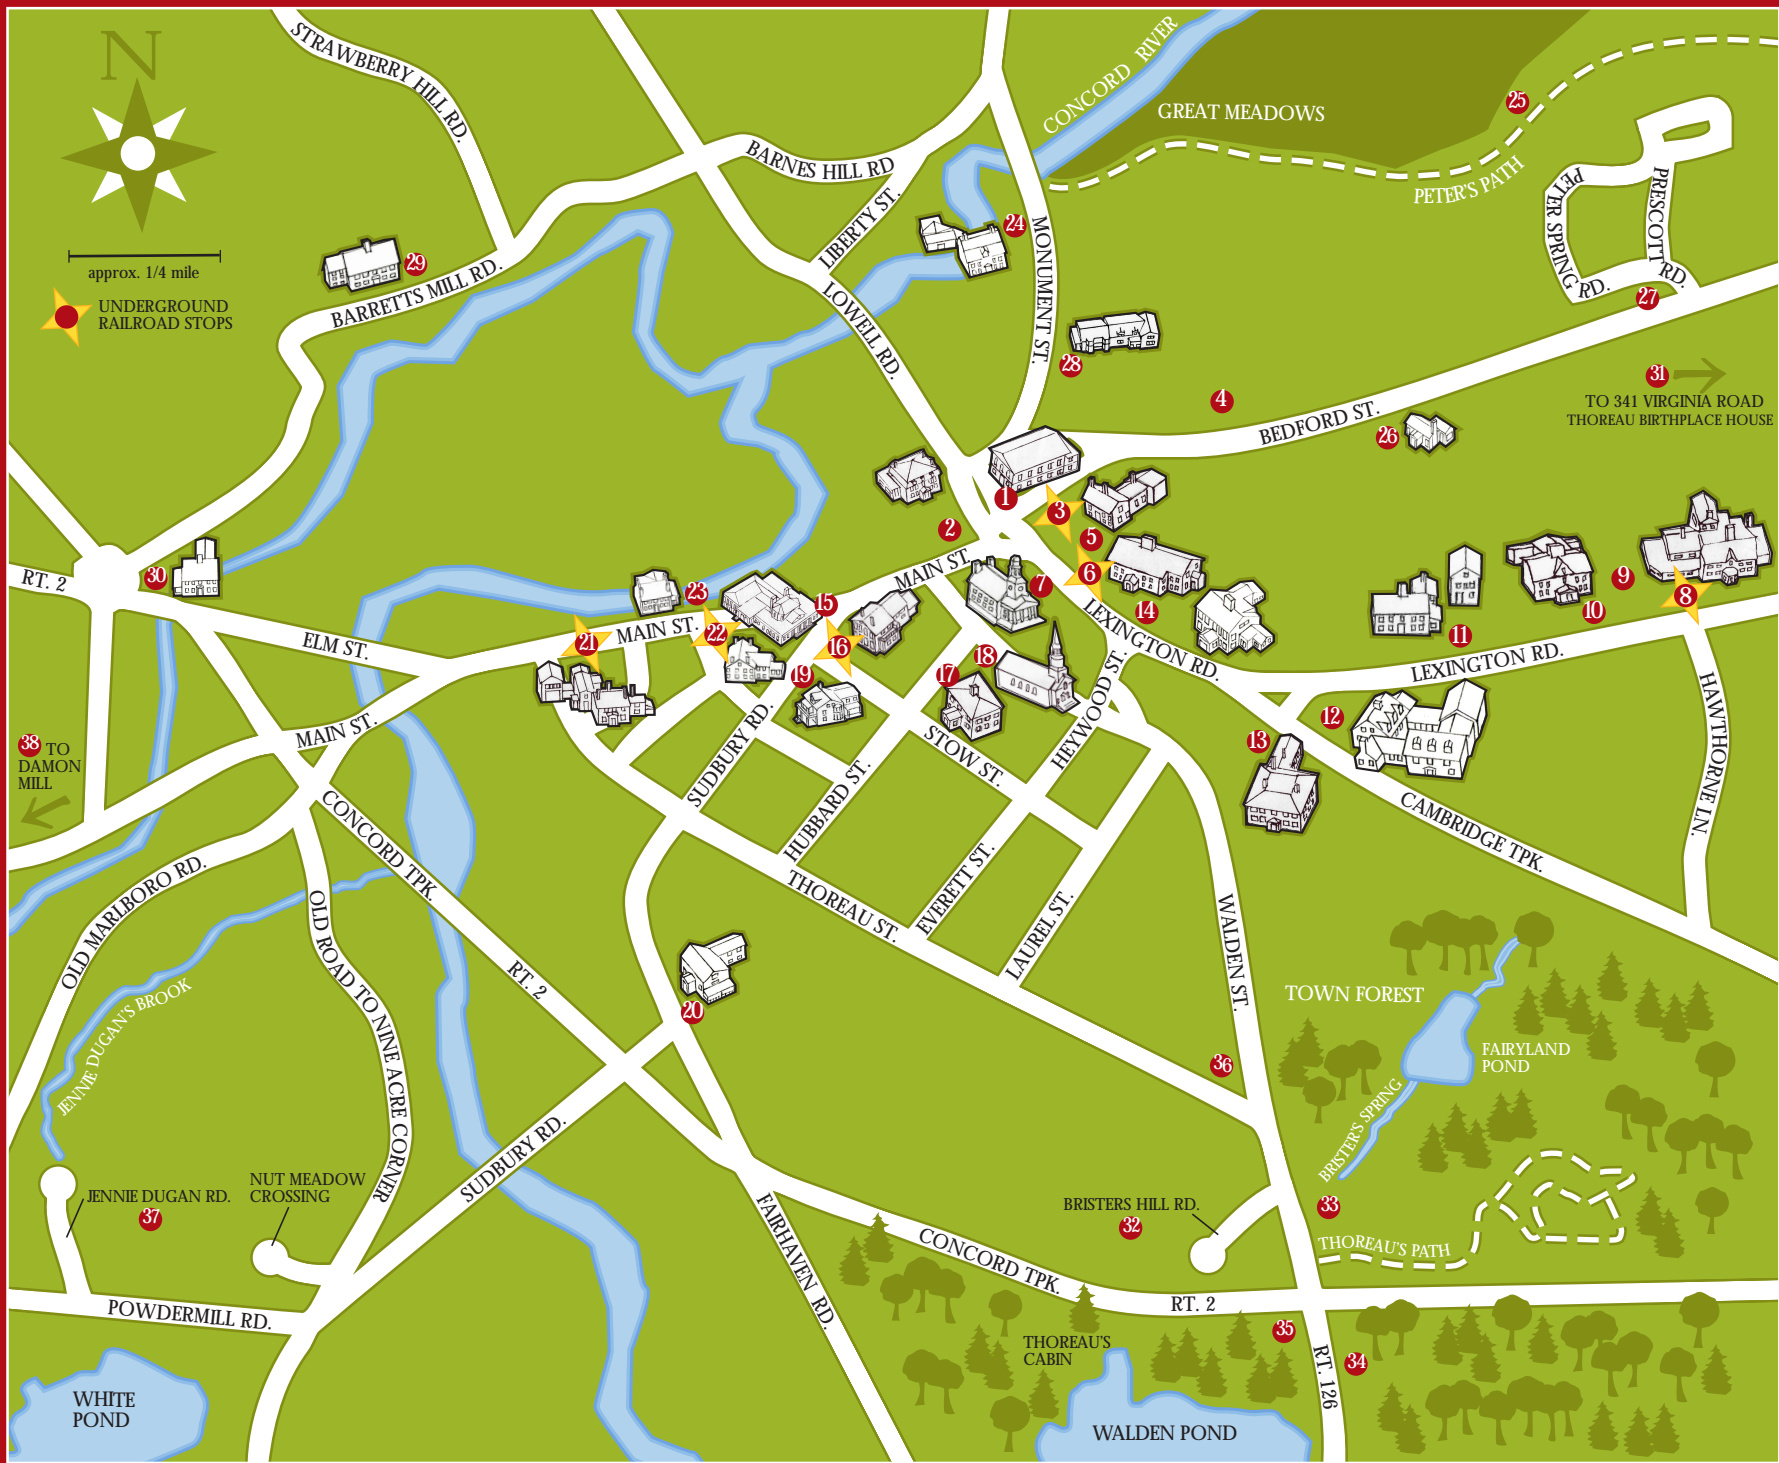 N
approx. 1/4 mile
UNDERGROUND
RAILROAD STOPS
STRAWBERRY HILL RD.
BARNES HILL RD
LIBERTY ST.
CONCORD RIVER
GREAT MEADOWS
25
PETER'S PATH
PETER SPRING RD.
PRESCOTT RD.
27
24
MONUMENT ST.
29
BARRETTS MILL RD.
LOWELL RD.
28
4
31
TO 341 VIRGINIA ROAD
THOREAU BIRTHPLACE HOUSE
BEDFORD ST.
26
1
2
3
5
6
7
14
MAIN ST.
LEXINGTON RD.
11
10
9
8
LEXINGTON RD.
HAWTHORNE LN.
RT. 2
30
ELM ST.
21
MAIN ST.
22
23
15
16
19
17
18
HEYWOOD ST.
12
13
CAMBRIDGE TPK.
38 TO
DAMON
MILL
MAIN ST.
SUDBURY RD.
HUBBARD ST.
STOW ST.
CONCORD TPK.
OLD MARLBORO RD.
THOREAU ST.
EVERETT ST.
LAUREL ST.
WALDEN ST.
OLD ROAD TO NINE ACRE CORNER
RT. 2
20
JENNIE DUGAN'S BROOK
TOWN FOREST
FAIRYLAND
POND
36
BRISTER'S SPRING
SUDBURY RD.
NUT MEADOW
CROSSING
JENNIE DUGAN RD.
37
BRISTERS HILL RD.
32
33
THOREAU'S PATH
FAIRHAVEN RD.
CONCORD TPK.
RT. 2
POWDERMILL RD.
35
34
RT. 126
THOREAU'S
CABIN
WHITE
POND
WALDEN POND